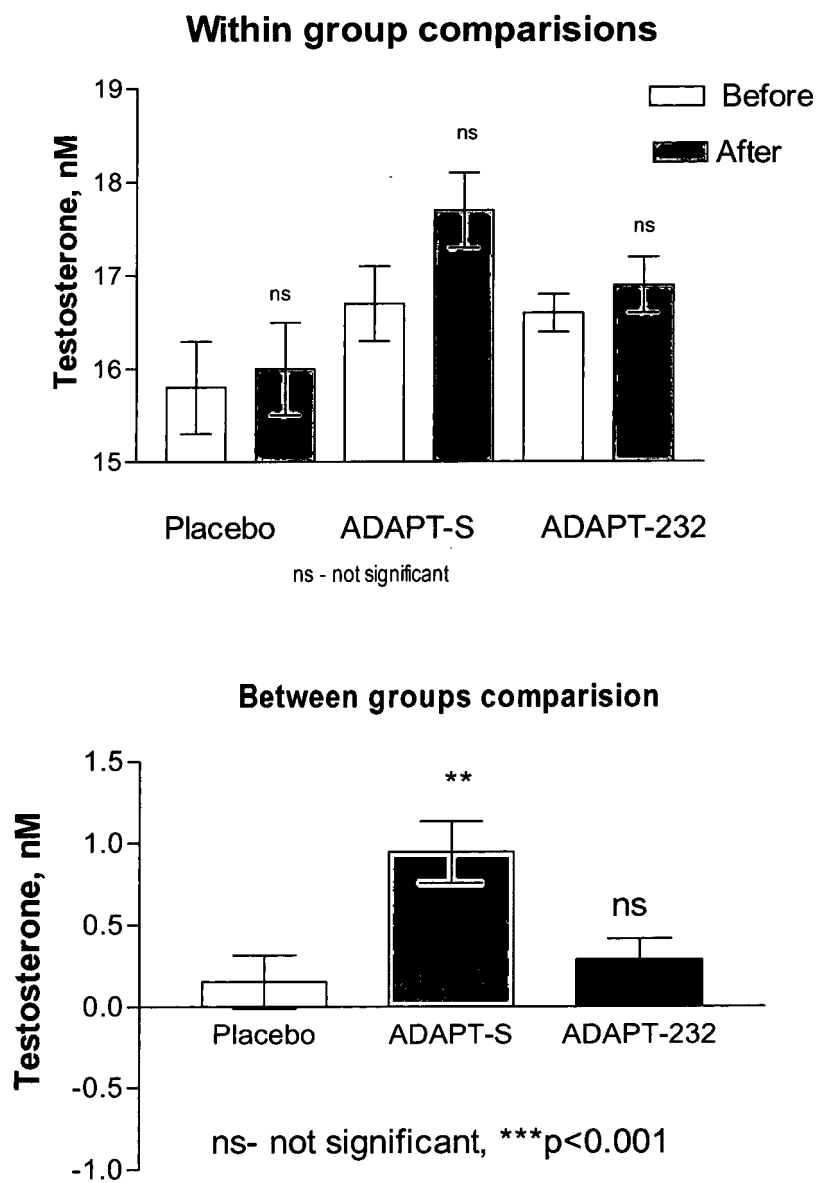 Within group comparisions
19
18
17
16
15
Testosterone, nM
Before
After
ns
ns
ns
Placebo
ADAPT-S
ADAPT-232
ns - not significant
Between groups comparision
1.5
1.0
0.5
0.0
-0.5
-1.0
Testosterone, nM
**
ns
Placebo
ADAPT-S
ADAPT-232
ns- not significant, ***p<0.001